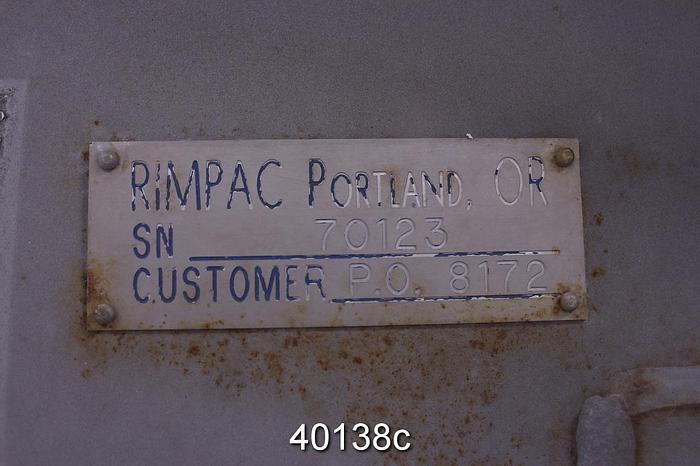 RIMPAC PORTLAND, OR
SN 70123
CUSTOMER P.O. 8172
40138c